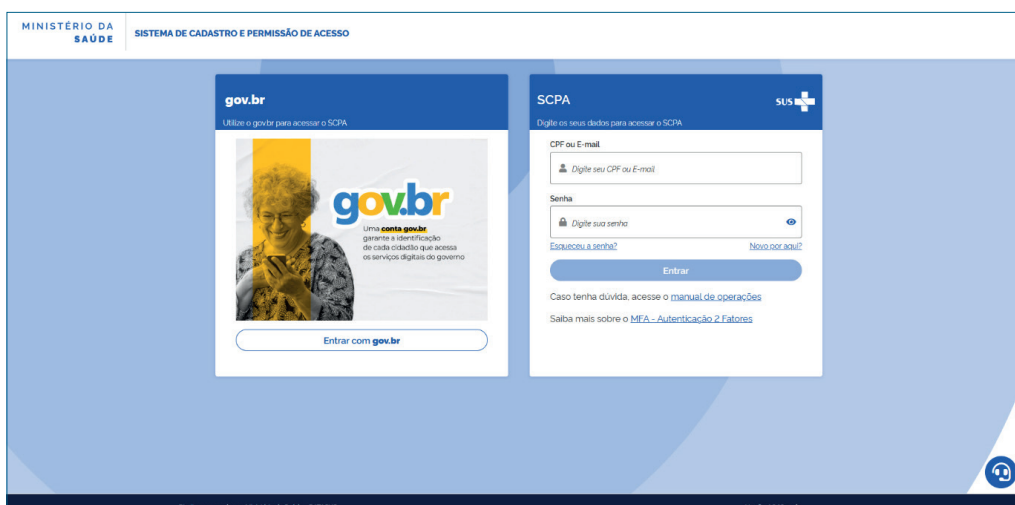 MINISTÉRIO DA
SAÚDE
SISTEMA DE CADASTRO E PERMISSÃO DE ACESSO
gov.br
Utilize o gov.br para acessar o SCPA
gov.br
Uma conta gov.br
garante a identificação
de cada cidadão que acessa
os serviços digitais do governo
Entrar com gov.br
SCPA
SUS
Digite os seus dados para acessar o SCPA
CPF ou E-mail
Digite seu CPF ou E-mail
Senha
Digite sua senha
Esqueceu a senha? Novo por aqui?
Entrar
Caso tenha dúvida, acesse o manual de operações
Saiba mais sobre o MFA - Autenticação 2 Fatores